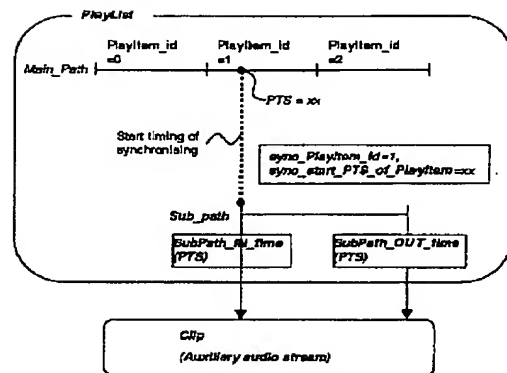 PlayList
PlayItem_id
=0
PlayItem_id
=1
PlayItem_id
=2
Main_Path
PTS = xx
Start timing of
synchronising
sync_PlayItem_id=1,
sync_start_PTS_of_PlayItem=xx
Sub_path
SubPath_IN_time
(PTS)
SubPath_OUT_time
(PTS)
Clip
(Auxiliary audio stream)